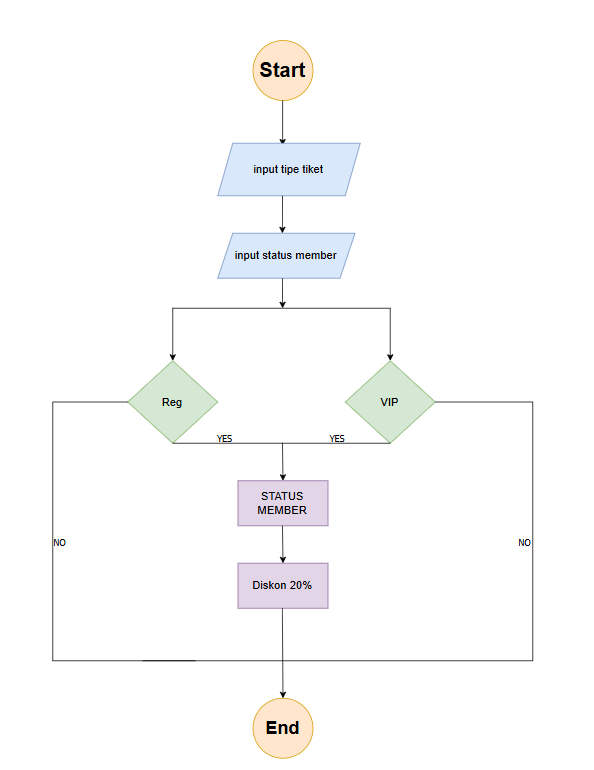 Start
input tipe tiket
input status member
Reg
VIP
YES
YES
STATUS
MEMBER
NO
NO
Diskon 20%
End